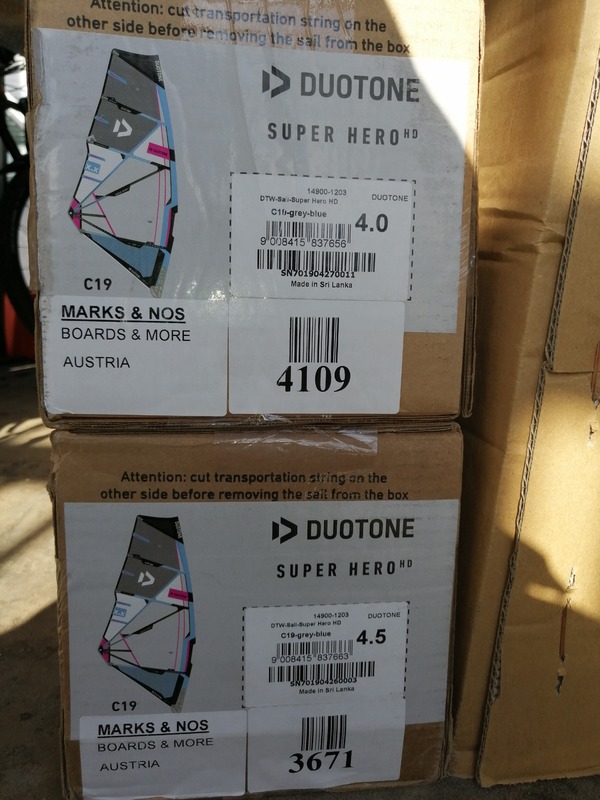 Attention: cut transportation string on the
other side before removing the sail from the box
DUOTONE
SUPER HERO HD
14900-1203
DTW-Sail-Super Hero HD DUOTONE
C19-grey-blue
4.0
9 008415 837656
SN701904270011
Made in Sri Lanka
C19
MARKS & NOS
BOARDS & MORE
AUSTRIA
4109
Attention: cut transportation string on the
other side before removing the sail from the box
DUOTONE
SUPER HERO HD
14900-1203
DTW-Sail-Super Hero HD DUOTONE
C19-grey-blue
4.5
9 008415 837663
SN701904260003
Made in Sri Lanka
C19
MARKS & NOS
BOARDS & MORE
AUSTRIA
3671